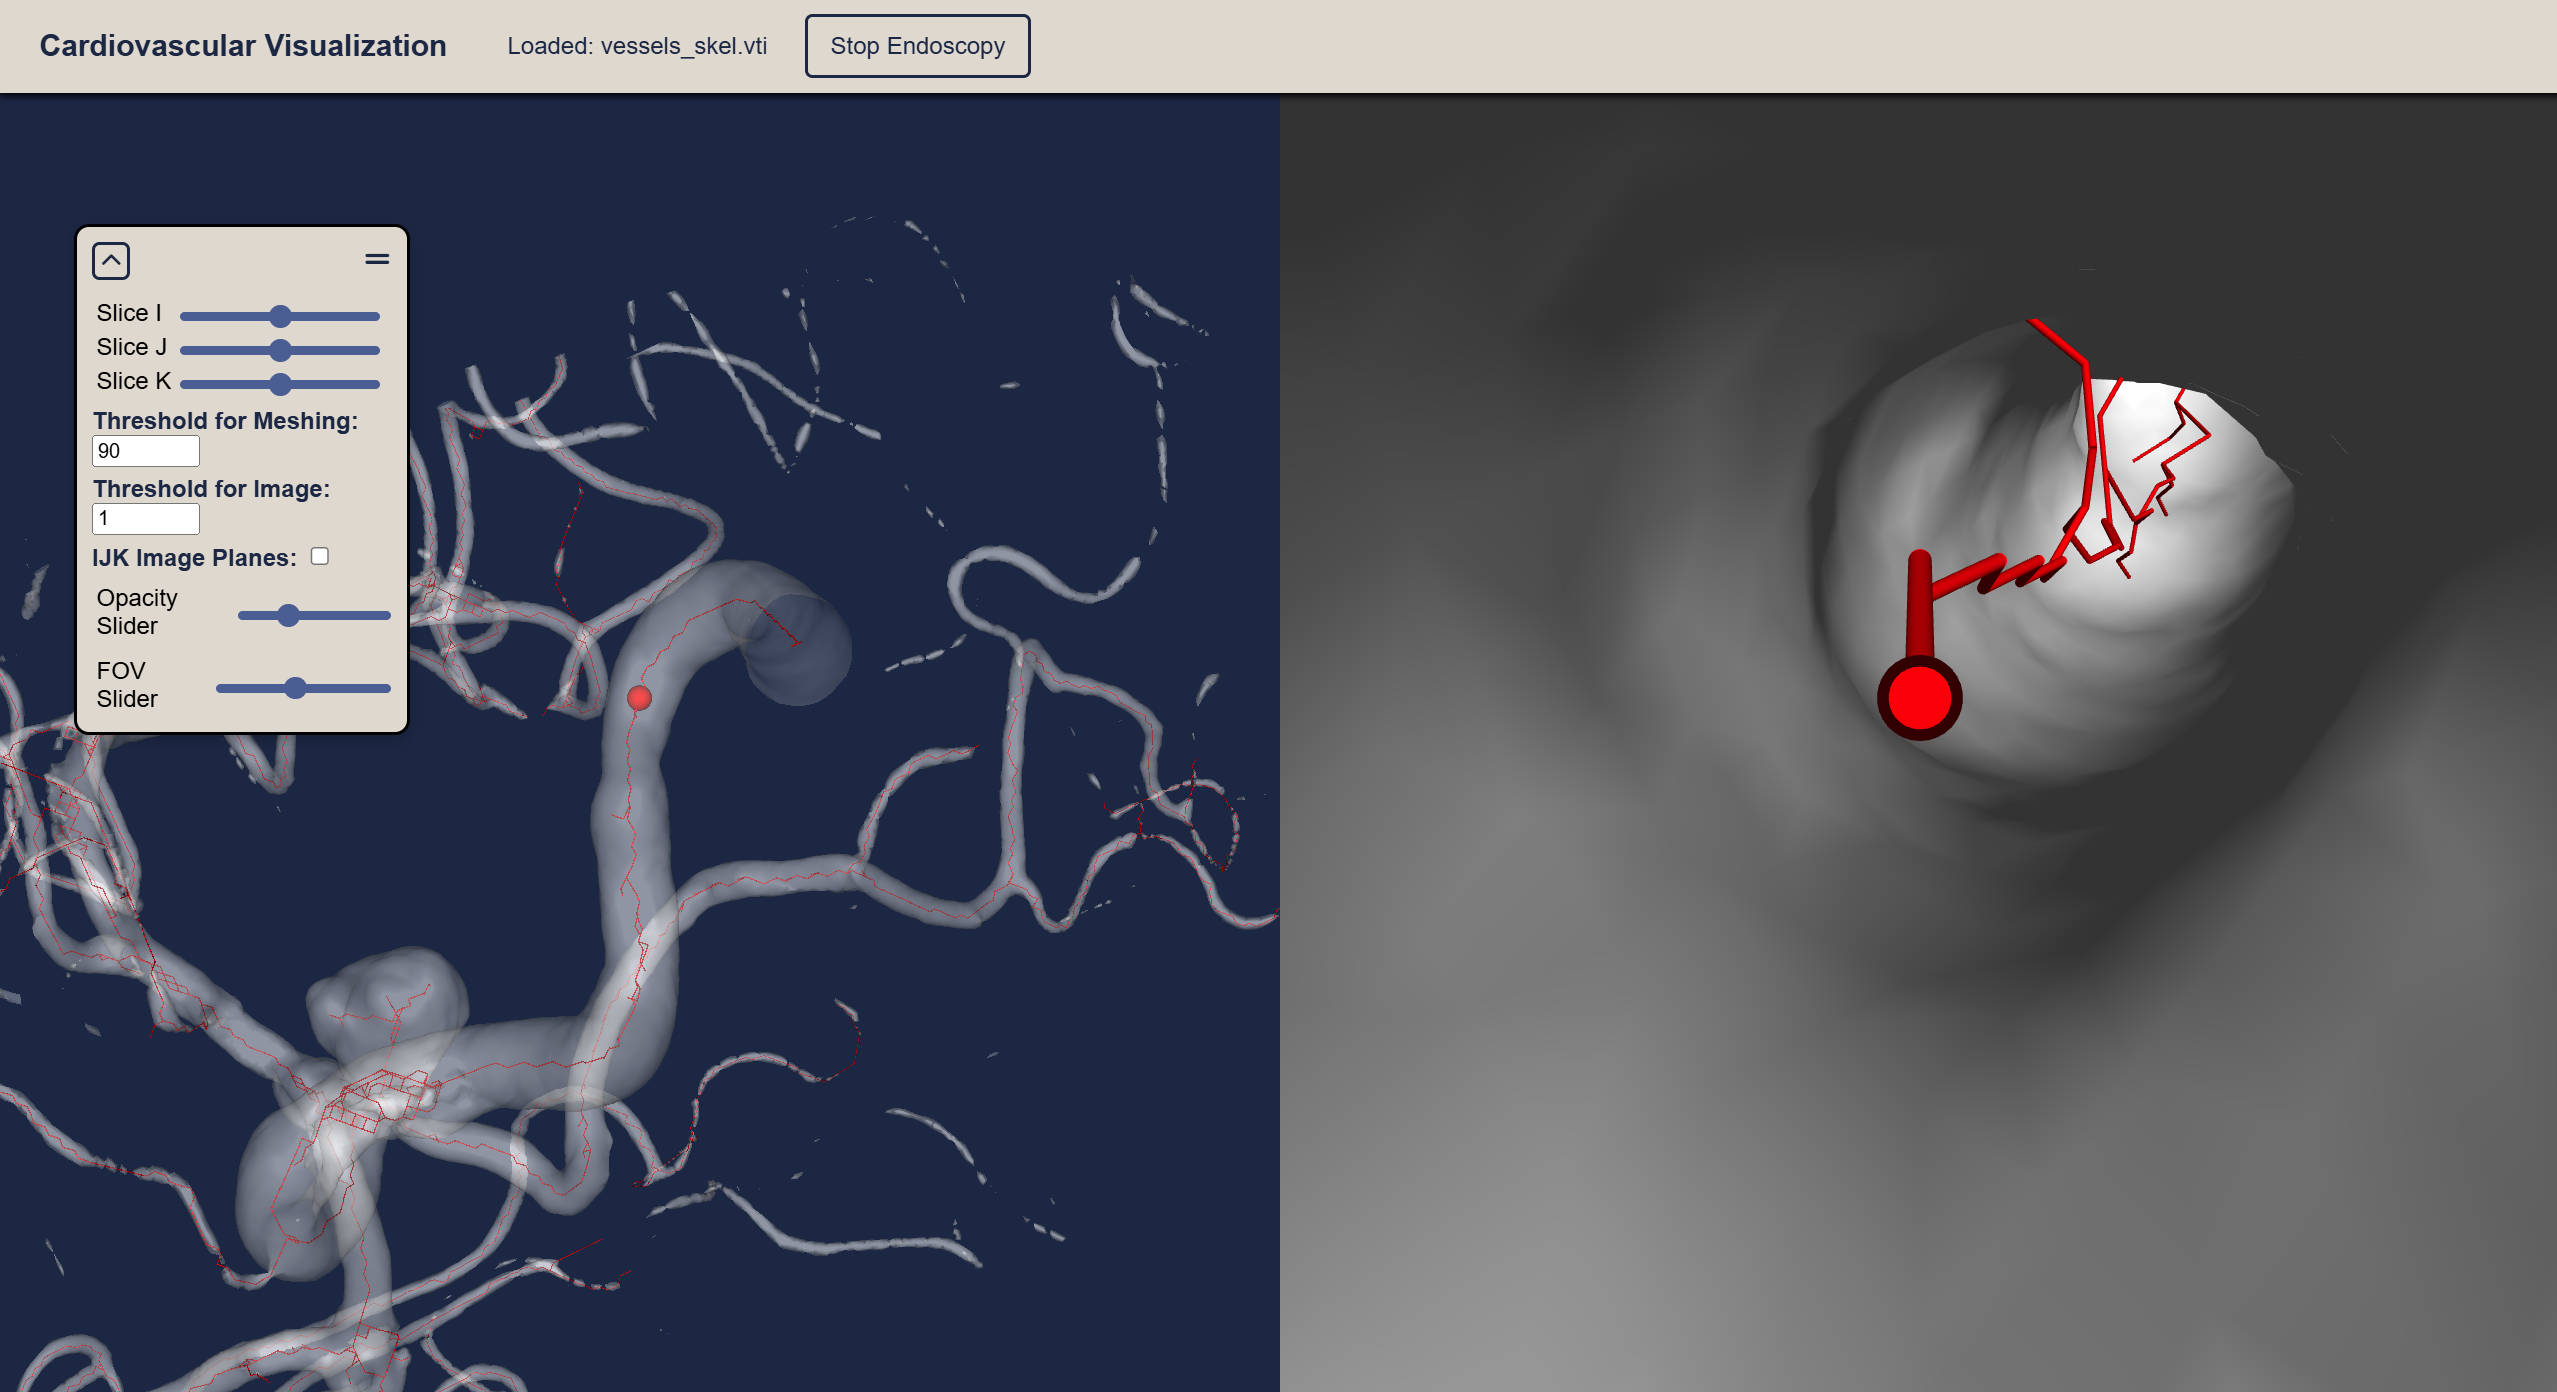 Cardiovascular Visualization
Loaded: vessels_skel.vti
Stop Endoscopy
Slice I
Slice J
Slice K
Threshold for Meshing:
90
Threshold for Image:
1
IJK Image Planes:
Opacity
Slider
FOV
Slider